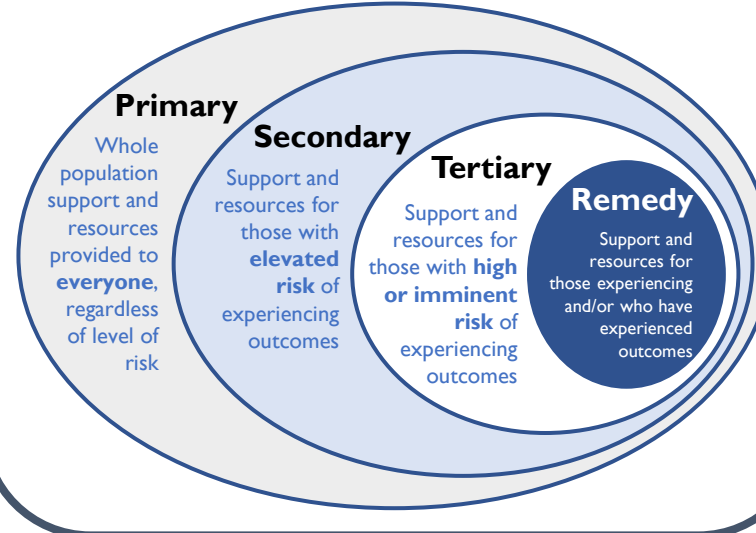 Primary
Whole
population
support and
resources
provided to
everyone,
regardless
of level of
risk
Secondary
Support and
resources for
those with
elevated
risk of
experiencing
outcomes
Tertiary
Support and
resources for
those with high
or imminent
risk of
experiencing
outcomes
Remedy
Support and
resources for
those experiencing
and/or who have
experienced
outcomes